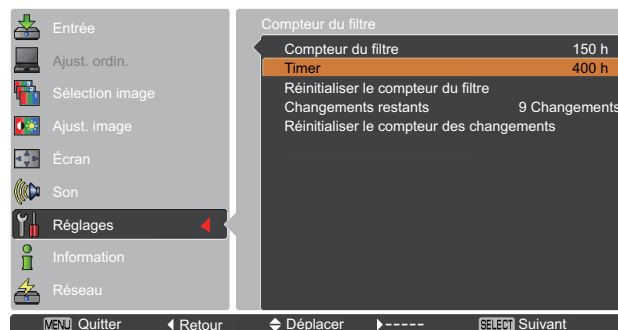 Entrée
Ajust. ordin.
Sélection image
Ajust. image
Écran
Son
Réglages
Information
Réseau
Compteur du filtre
Compteur du filtre 150 h
Timer 400 h
Réinitialiser le compteur du filtre
Changements restants 9 Changements
Réinitialiser le compteur des changements
MENU Quitter Retour Déplacer ----- SELECT Suivant